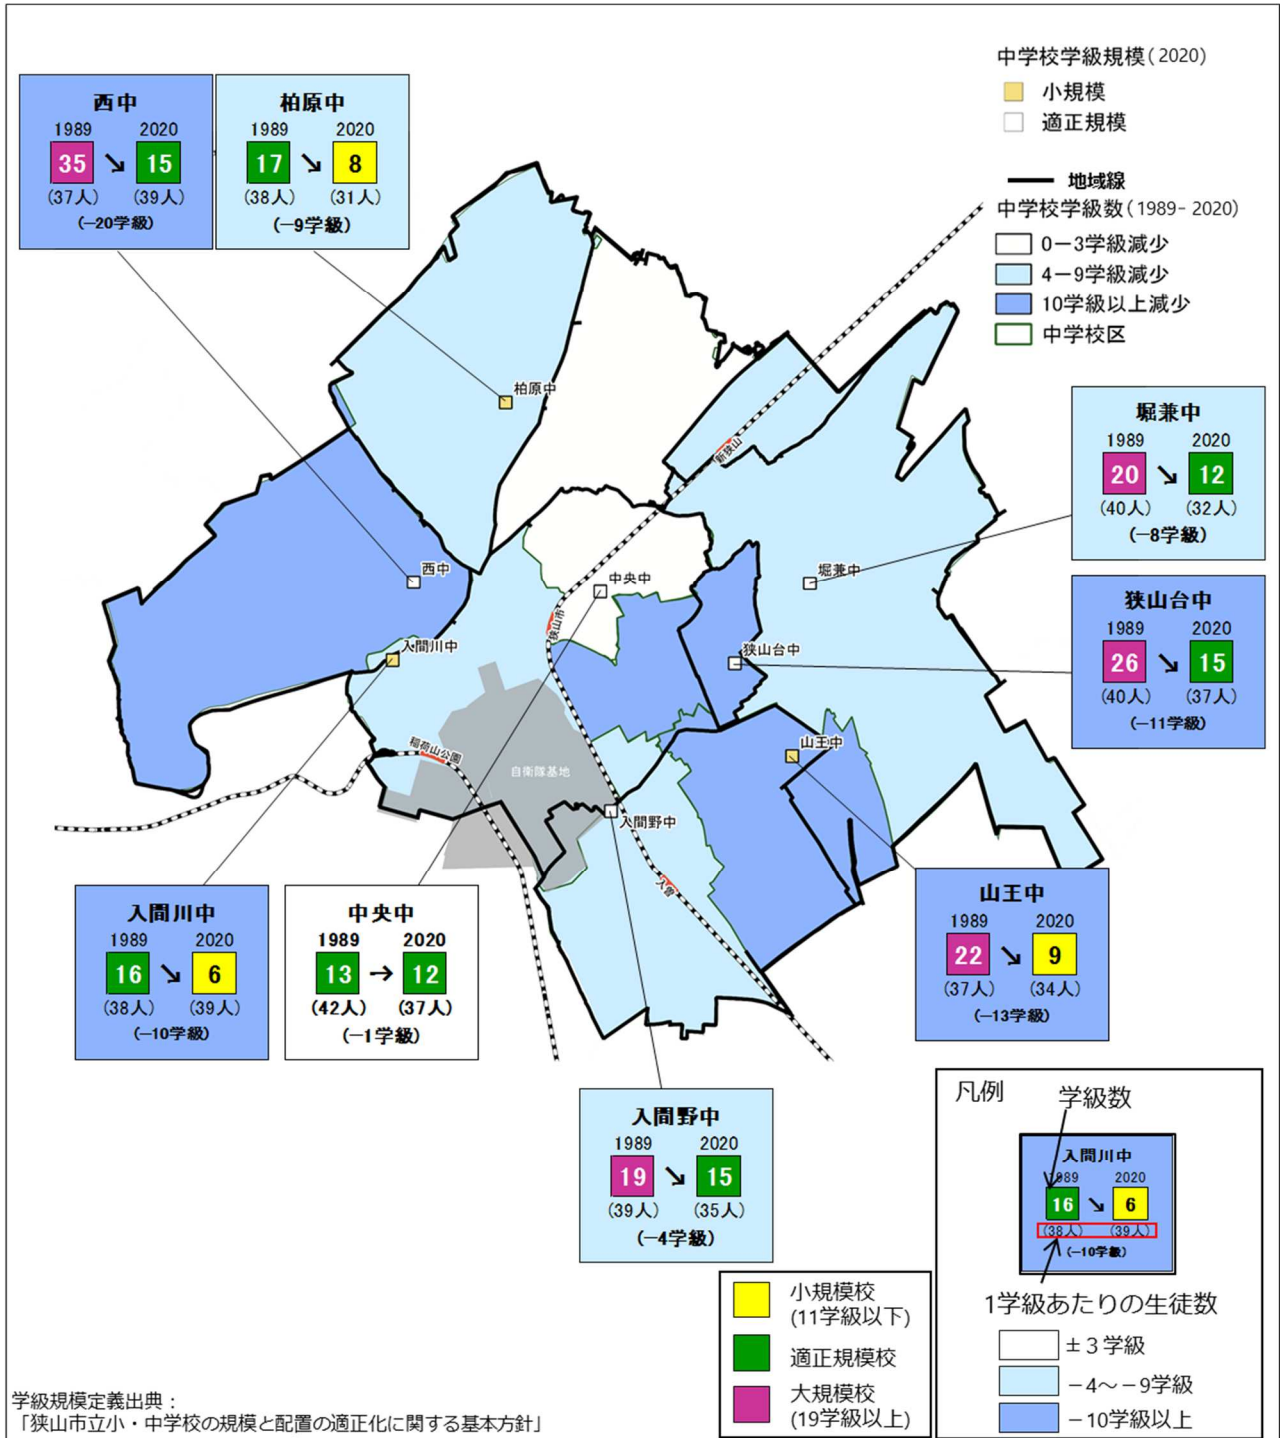 中学校学級規模(2020)
小規模
適正規模
地域線
中学校学級数(1989-2020)
0－3学級減少
4－9学級減少
10学級以上減少
中学校区
西中
1989 2020
35 ↘ 15
(37人) (39人)
(－20学級)
柏原中
1989 2020
17 ↘ 8
(38人) (31人)
(－9学級)
柏原中
新狭山
堀兼中
1989 2020
20 ↘ 12
(40人) (32人)
(－8学級)
西中
中央中
堀兼中
狭山市
入間川中
狭山台中
狭山台中
1989 2020
26 ↘ 15
(40人) (37人)
(－11学級)
稲荷山公園
自衛隊基地
山王中
入間野中
入曽
入間川中
1989 2020
16 ↘ 6
(38人) (39人)
(－10学級)
中央中
1989 2020
13 → 12
(42人) (37人)
(－1学級)
山王中
1989 2020
22 ↘ 9
(37人) (34人)
(－13学級)
入間野中
1989 2020
19 ↘ 15
(39人) (35人)
(－4学級)
凡例
学級数
入間川中
1989 2020
16 ↘ 6
(38人) (39人)
(－10学級)
1学級あたりの生徒数
±３学級
－4～－9学級
－10学級以上
小規模校
(11学級以下)
適正規模校
大規模校
(19学級以上)
学級規模定義出典：
「狭山市立小・中学校の規模と配置の適正化に関する基本方針」